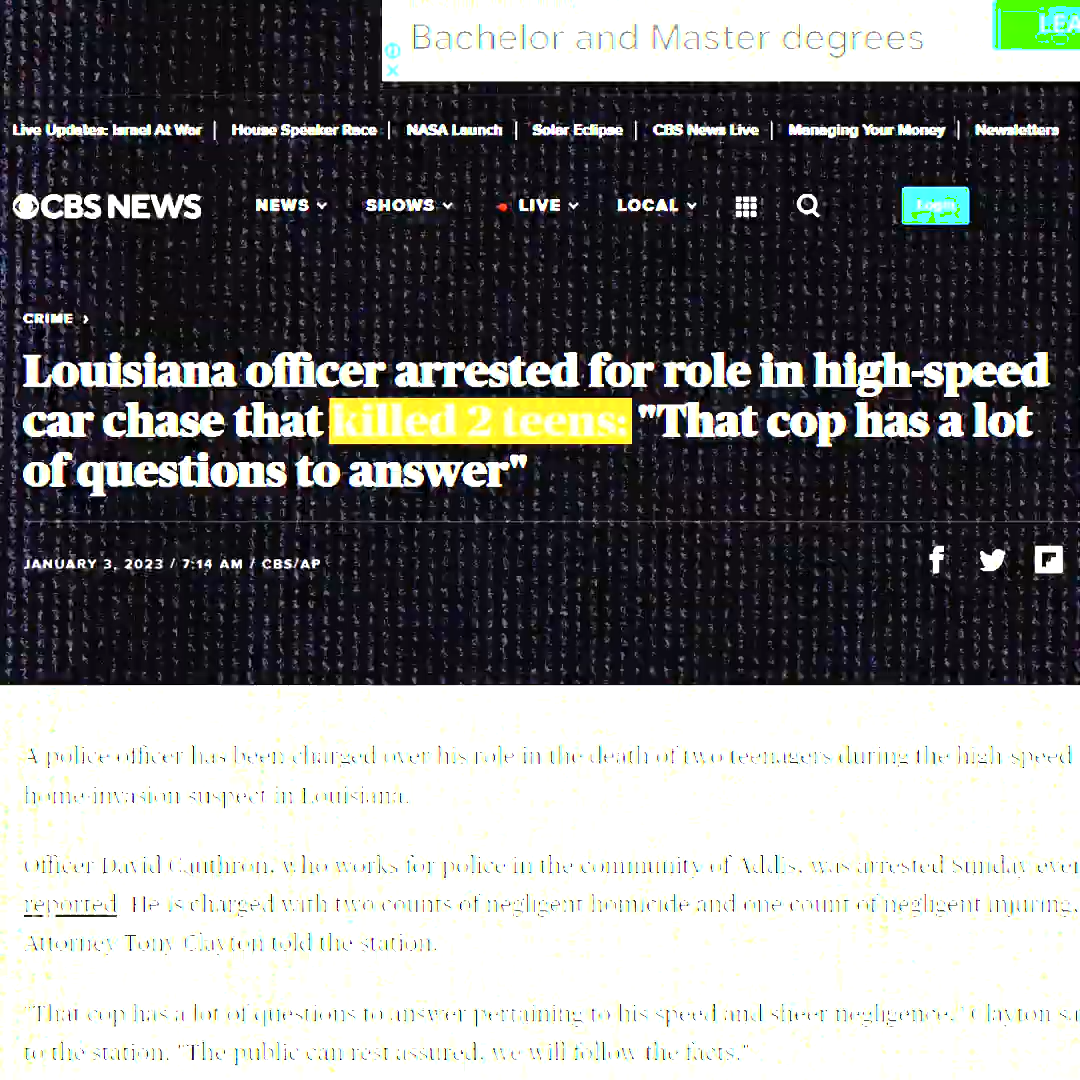 Bachelor and Master degrees
LEA
Live Updates: Israel At War | House Speaker Race | NASA Launch | Solar Eclipse | CBS News Live | Managing Your Money | Newsletters
CBS NEWS NEWS SHOWS LIVE LOCAL Login
CRIME ›
Louisiana officer arrested for role in high-speed
car chase that killed 2 teens: "That cop has a lot
of questions to answer"
JANUARY 3, 2023 / 7:14 AM / CBS/AP
A police officer has been charged over his role in the death of two teenagers during the high-speed
home-invasion suspect in Louisiana.
Officer David Cauthron, who works for police in the community of Addis, was arrested Sunday ever
reported. He is charged with two counts of negligent homicide and one count of negligent injuring,
Attorney Tony Clayton told the station.
"That cop has a lot of questions to answer pertaining to his speed and sheer negligence," Clayton sa
to the station. "The public can rest assured, we will follow the facts."